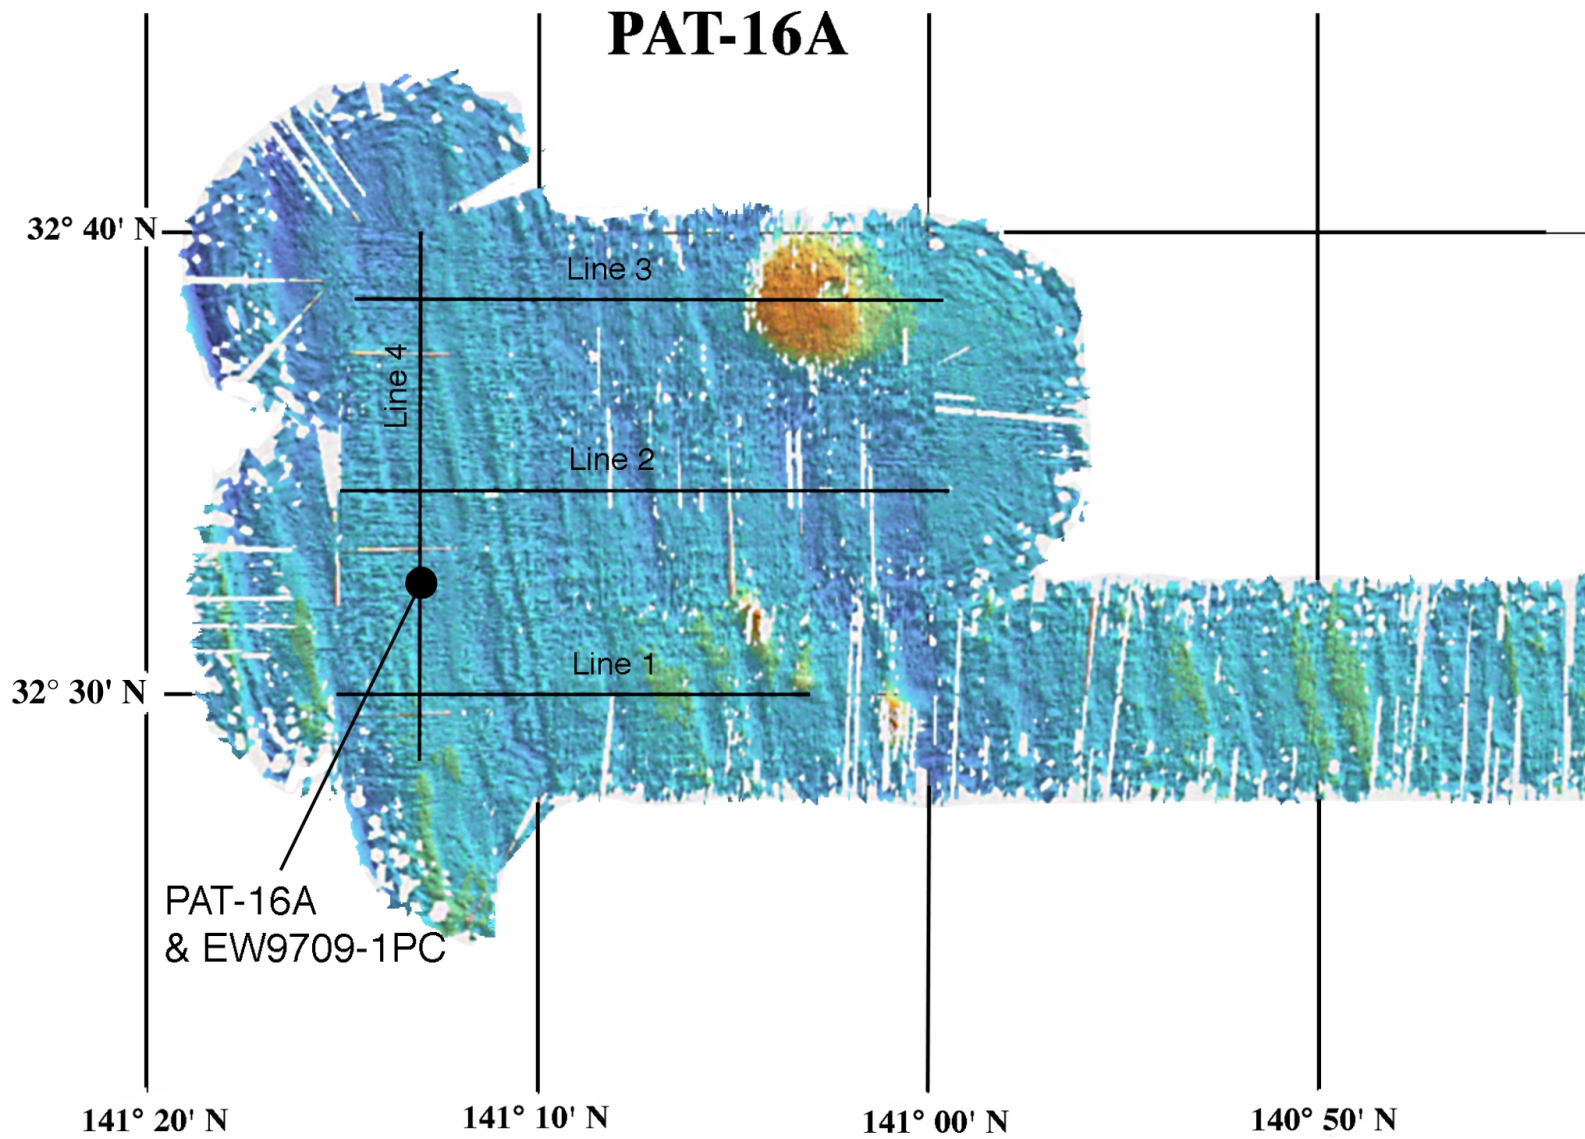 PAT-16A
32° 40' N
Line 3
Line 4
Line 2
Line 1
32° 30' N
PAT-16A
& EW9709-1PC
141° 20' N
141° 10' N
141° 00' N
140° 50' N